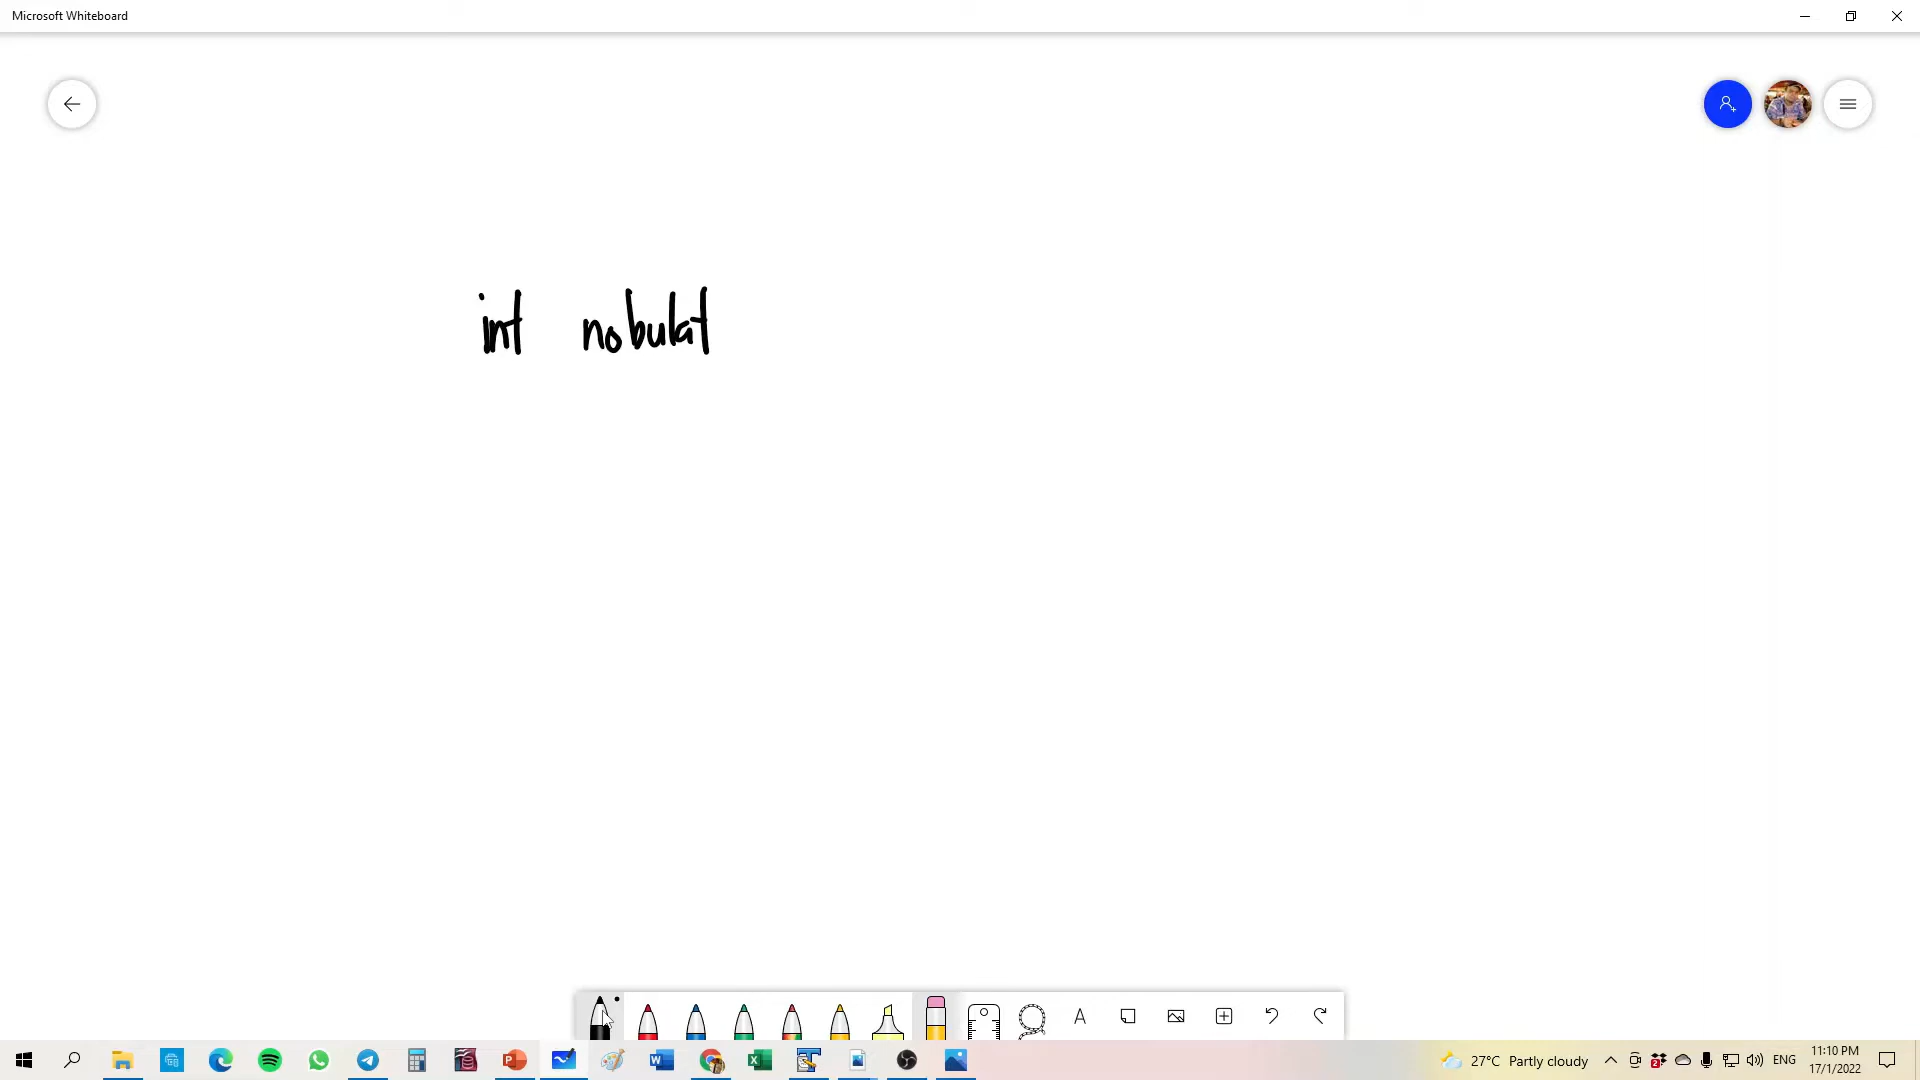 Microsoft Whiteboard
int nobulat
27°C Partly cloudy
ENG
11:10 PM
17/1/2022